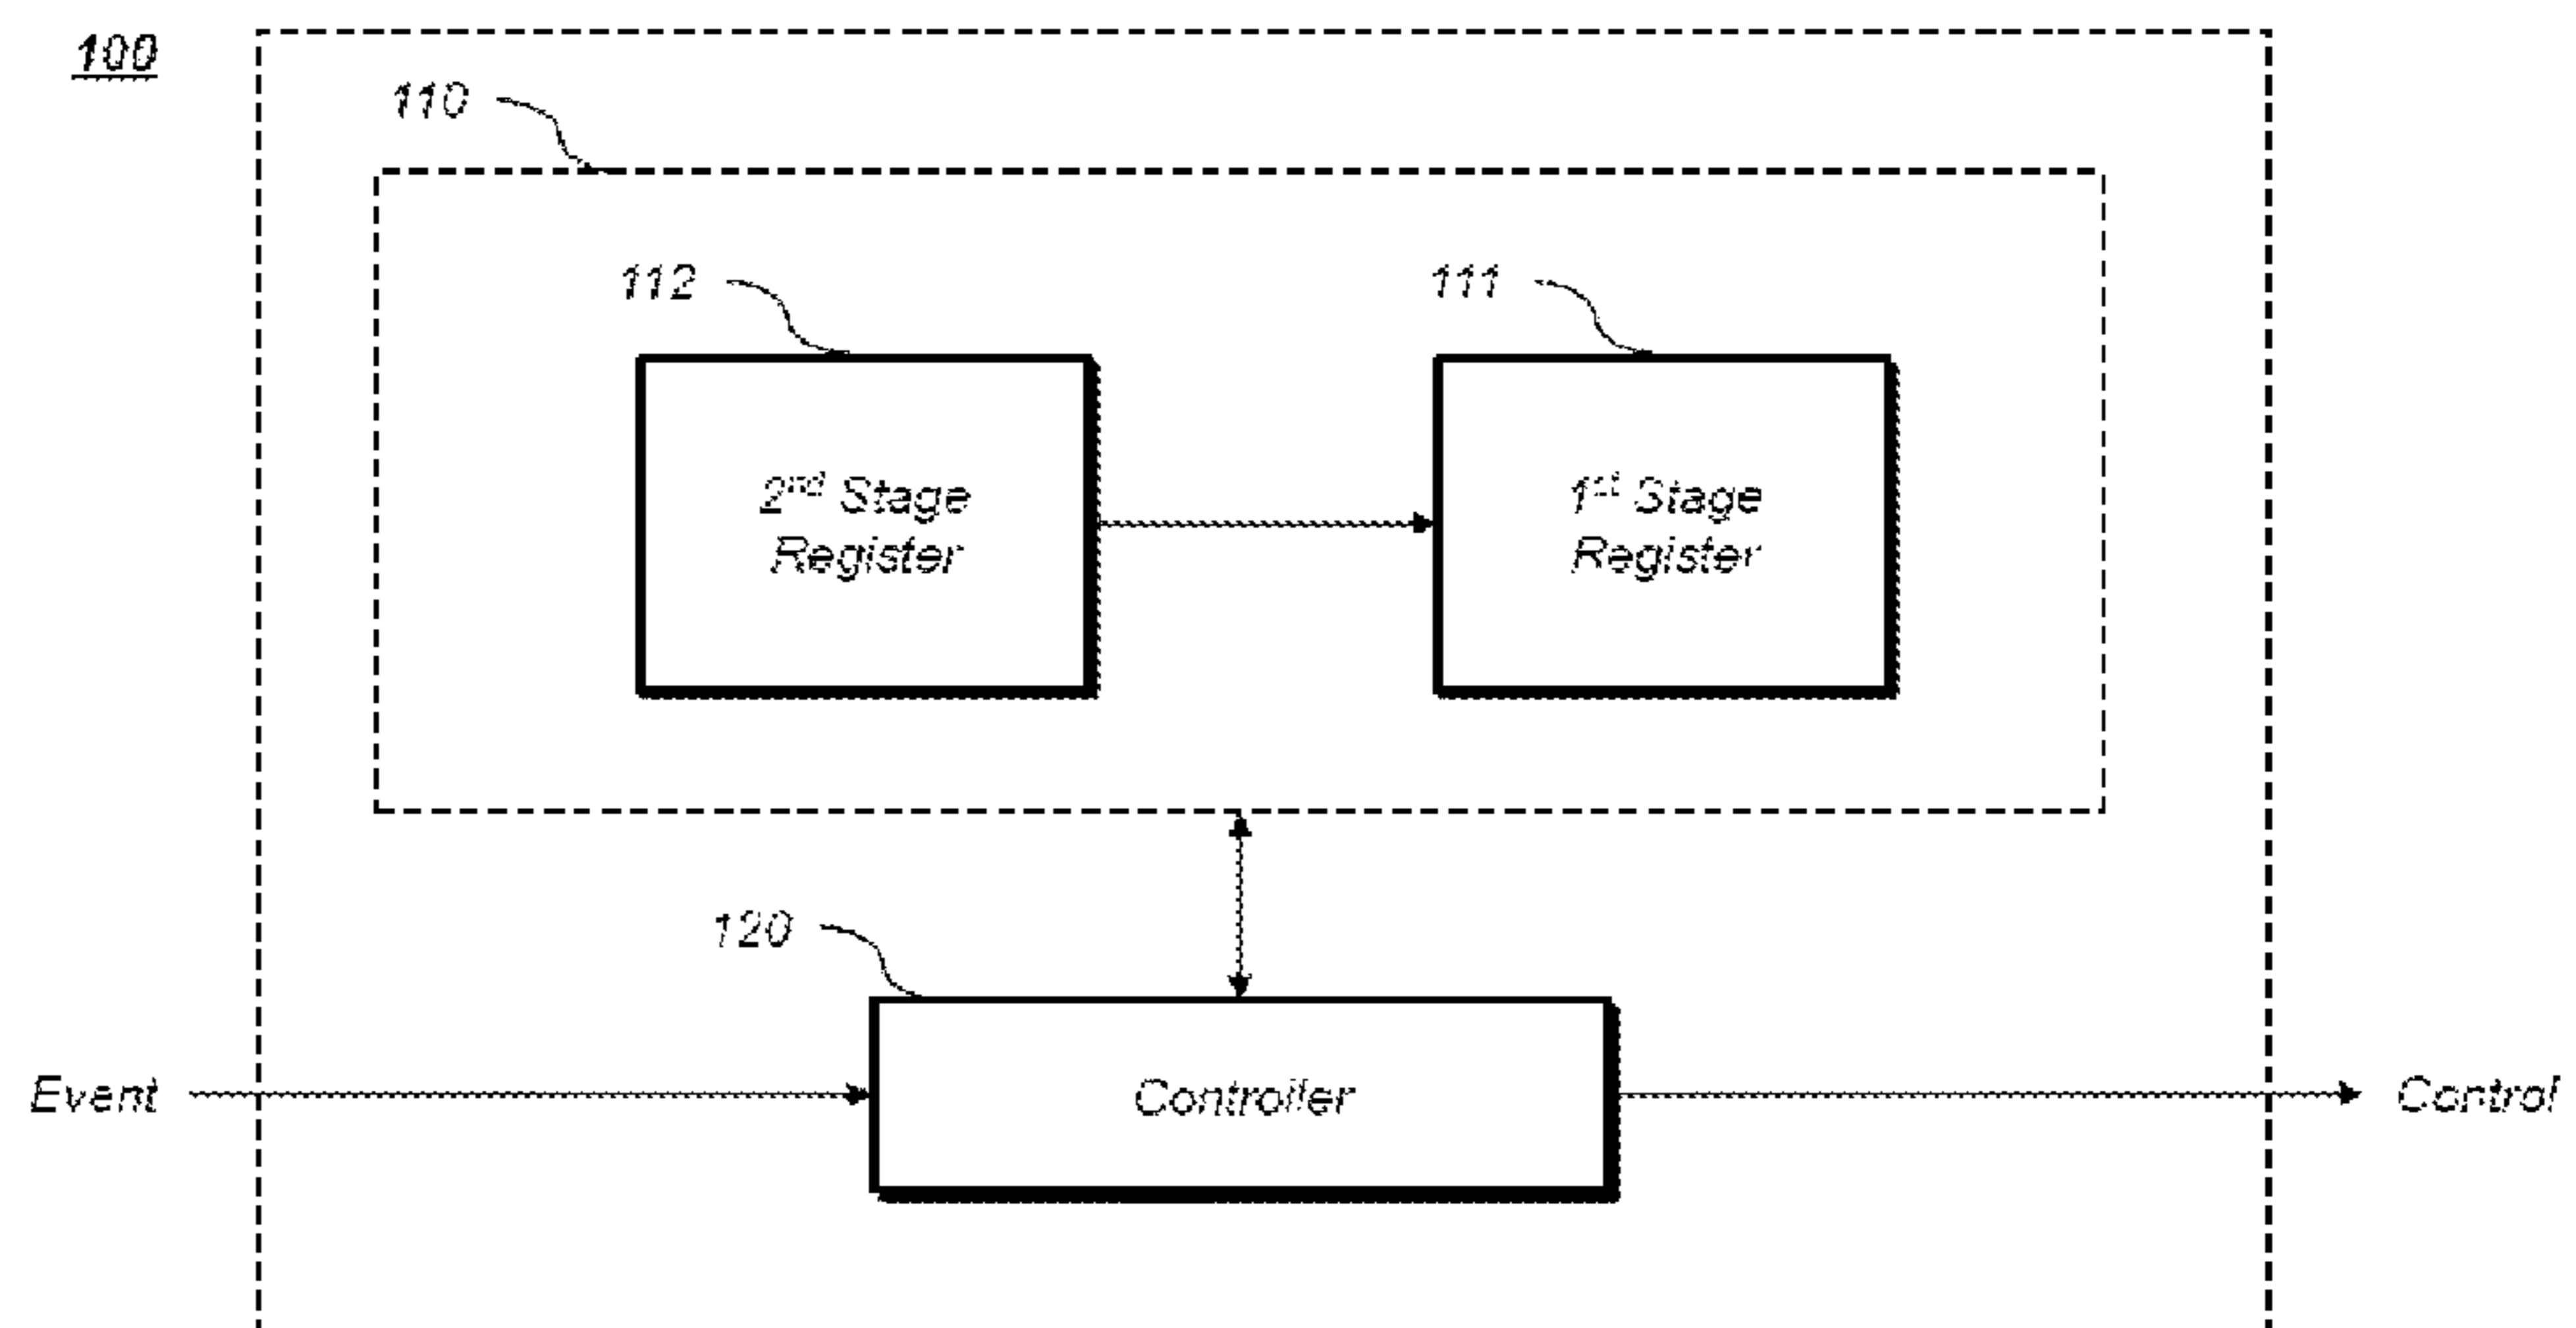 100
110
112
111
2nd Stage
Register
1st Stage
Register
120
Event
Controller
Control